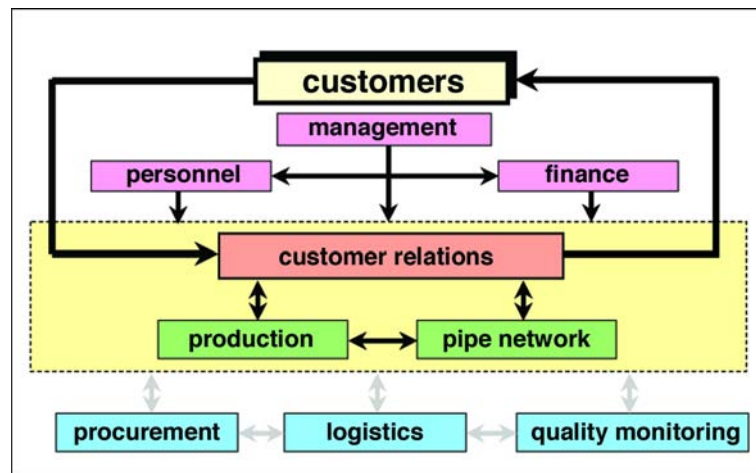 customers
management
personnel
finance
customer relations
production
pipe network
procurement
logistics
quality monitoring